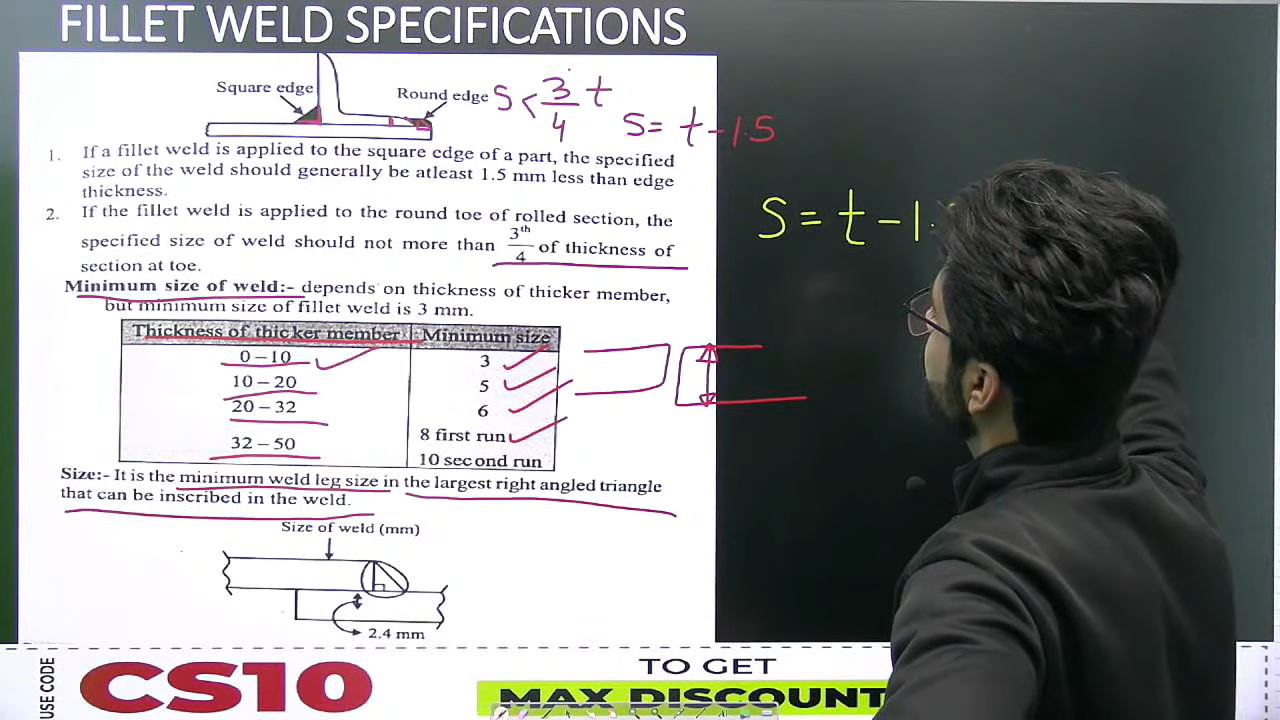 FILLET WELD SPECIFICATIONS
Square edge
Round edge
S < 3/4 t
S = t - 1.5
1. If a fillet weld is applied to the square edge of a part, the specified
size of the weld should generally be atleast 1.5 mm less than edge
thickness.
2. If the fillet weld is applied to the round toe of rolled section, the
specified size of weld should not more than 3th/4 of thickness of
section at toe.
Minimum size of weld:- depends on thickness of thicker member,
but minimum size of fillet weld is 3 mm.
Thickness of thicker member Minimum size
0 – 10 3
10 – 20 5
20 – 32 6
32 – 50 8 first run
10 second run
S = t - 1.
Size:- It is the minimum weld leg size in the largest right angled triangle
that can be inscribed in the weld.
Size of weld (mm)
2.4 mm
USE CODE
CS10
TO GET
MAX DISCOUNT